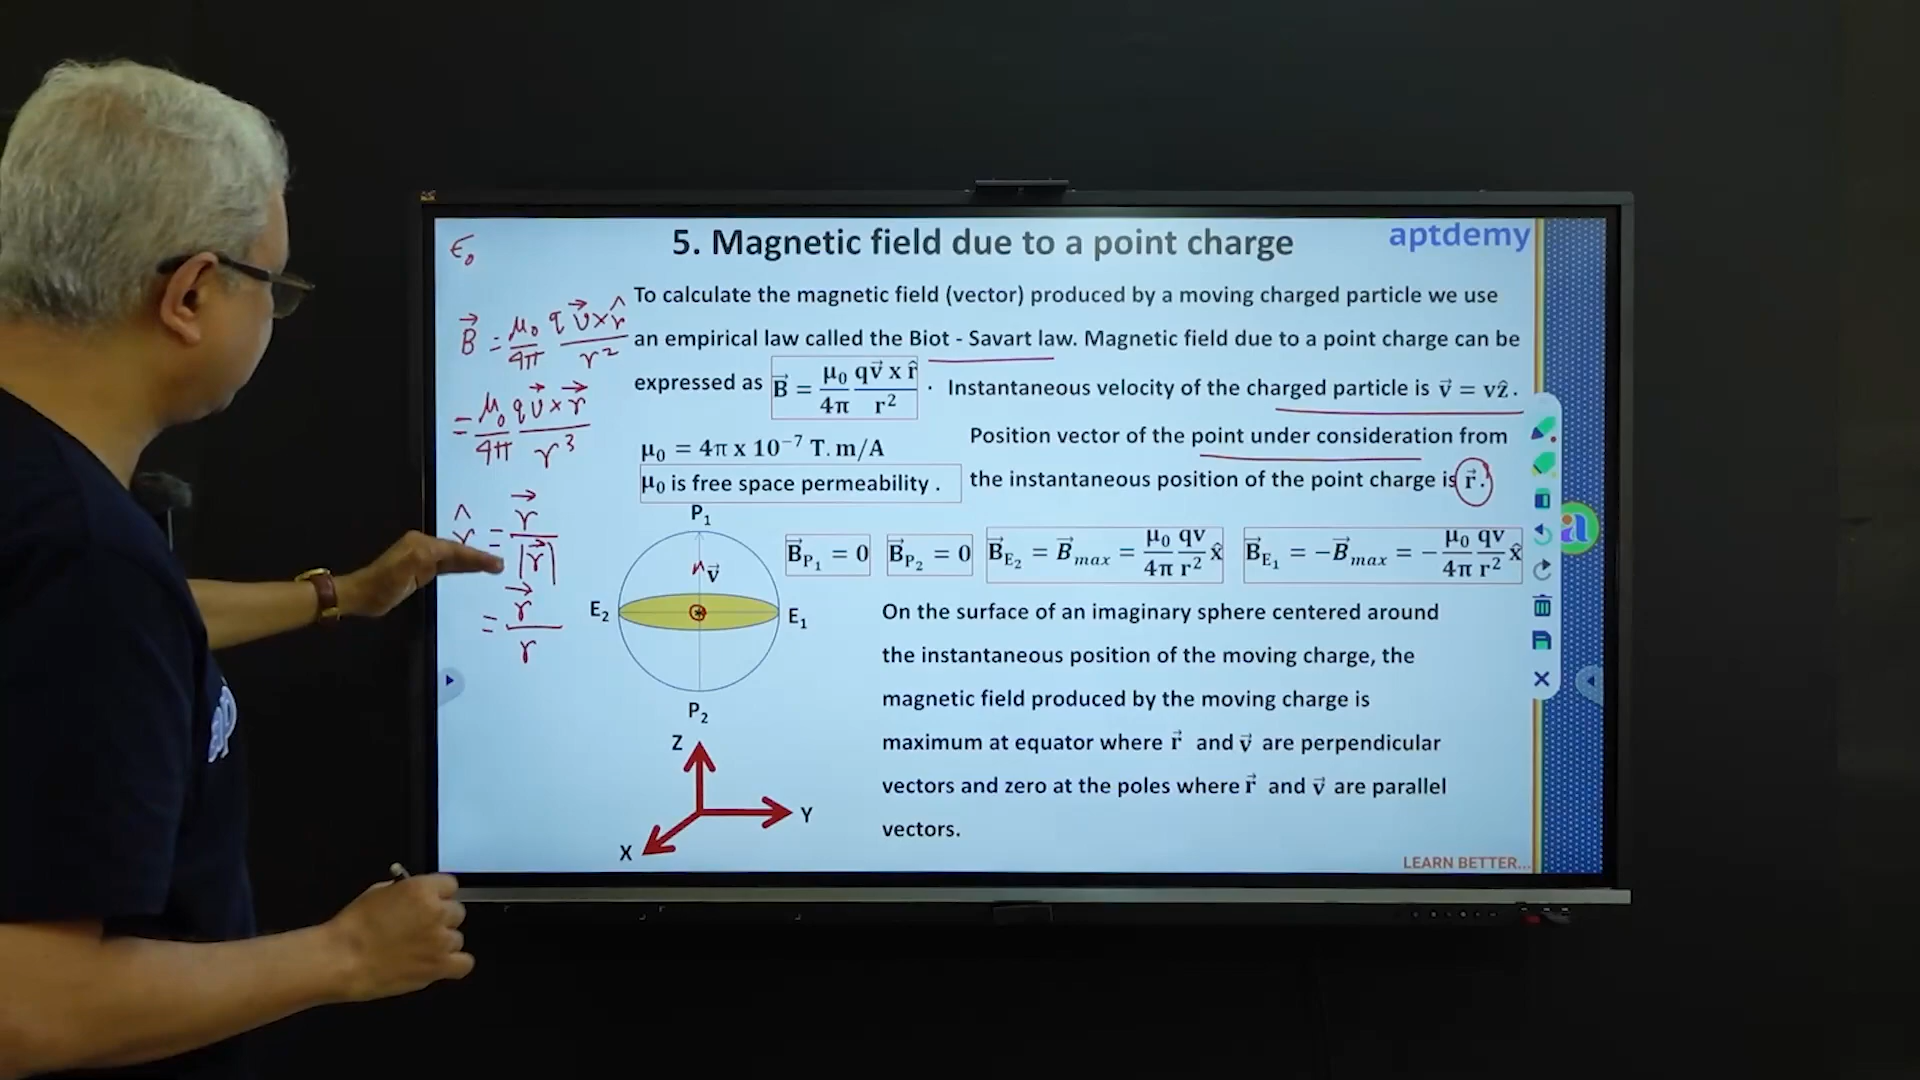 5. Magnetic field due to a point charge
aptdemy
ϵ₀
To calculate the magnetic field (vector) produced by a moving charged particle we use
an empirical law called the Biot - Savart law. Magnetic field due to a point charge can be
expressed as B⃗ = μ₀/4π qv⃗ x r̂/r² . Instantaneous velocity of the charged particle is v⃗ = vẑ.
μ₀ = 4π x 10⁻⁷ T.m/A
μ₀ is free space permeability .
Position vector of the point under consideration from
the instantaneous position of the point charge is r⃗.
B⃗ = μ₀/4π qv⃗×r̂/r²
= μ₀/4π qv⃗×r⃗/r³
r̂ = r⃗/|r⃗|
= r⃗/r
P₁
v⃗
E₂
E₁
P₂
Z
Y
X
B⃗P₁ = 0
B⃗P₂ = 0
B⃗E₂ = B⃗max = μ₀/4π qv/r² x̂
B⃗E₁ = −B⃗max = − μ₀/4π qv/r² x̂
On the surface of an imaginary sphere centered around
the instantaneous position of the moving charge, the
magnetic field produced by the moving charge is
maximum at equator where r⃗ and v⃗ are perpendicular
vectors and zero at the poles where r⃗ and v⃗ are parallel
vectors.
LEARN BETTER...